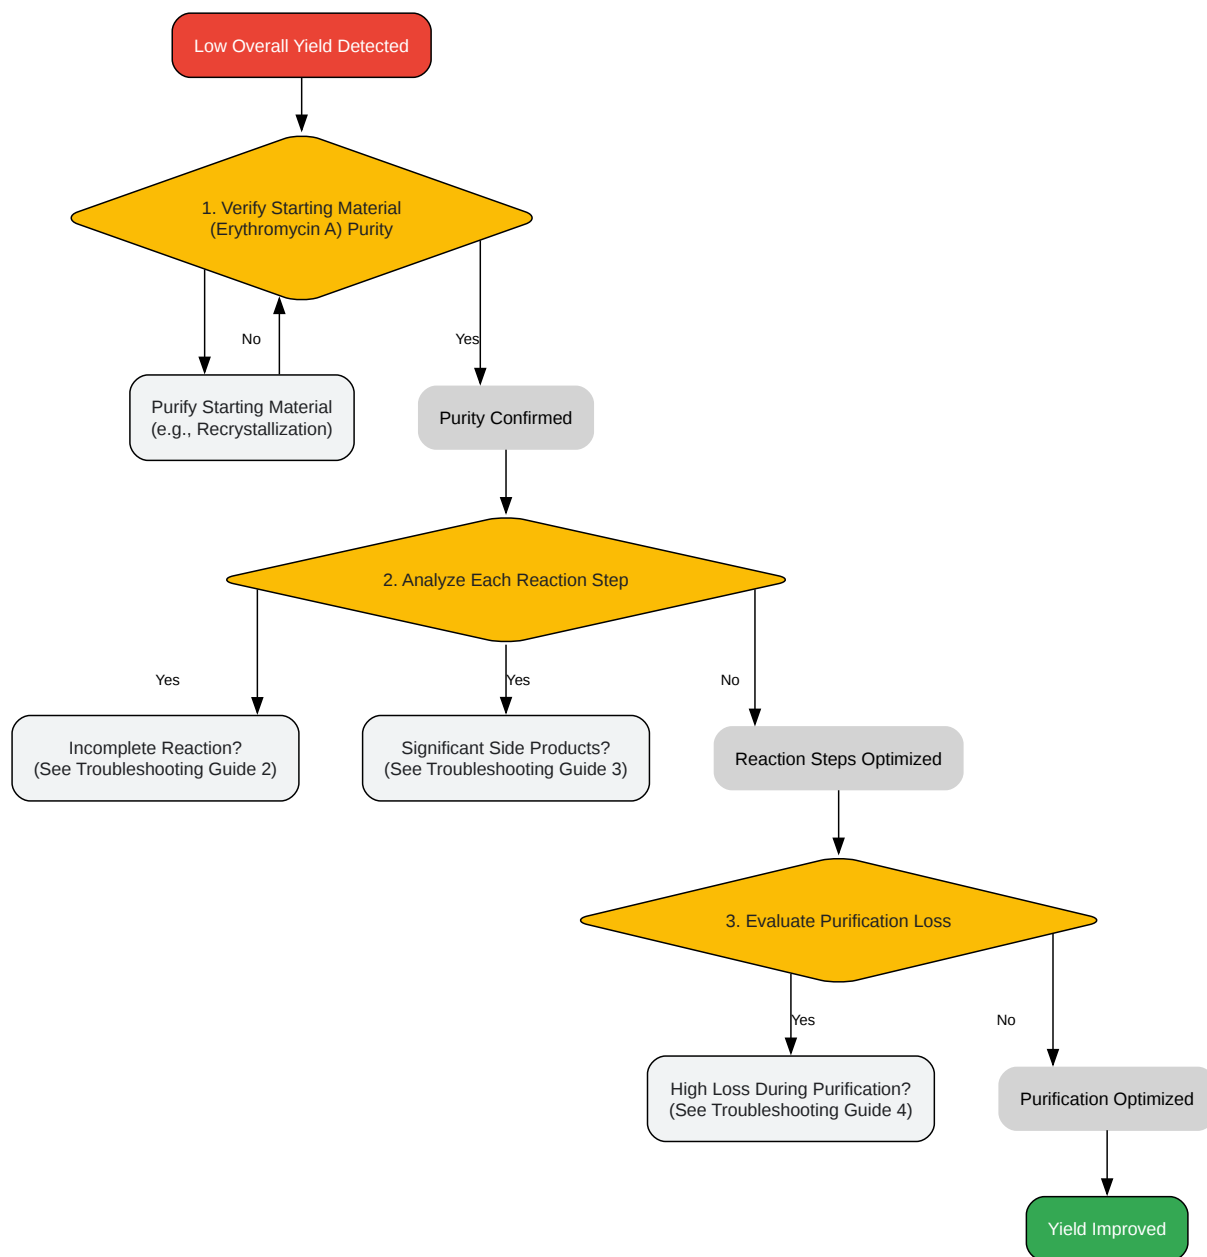 Low Overall Yield Detected
1. Verify Starting Material
(Erythromycin A) Purity
No
Yes
Purify Starting Material
(e.g., Recrystallization)
Purity Confirmed
2. Analyze Each Reaction Step
Yes
Yes
No
Incomplete Reaction?
(See Troubleshooting Guide 2)
Significant Side Products?
(See Troubleshooting Guide 3)
Reaction Steps Optimized
3. Evaluate Purification Loss
Yes
No
High Loss During Purification?
(See Troubleshooting Guide 4)
Purification Optimized
Yield Improved